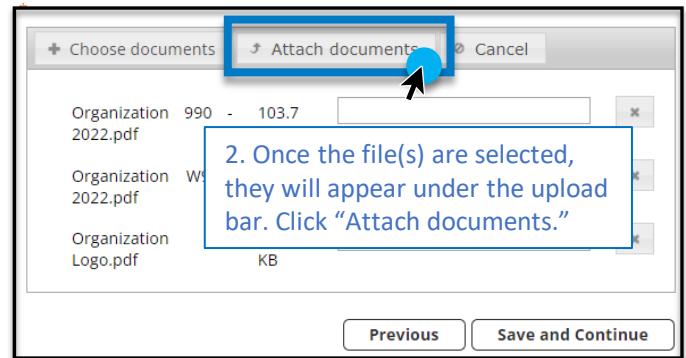 Choose documents Attach documents Cancel
Organization 990 - 103.7
2022.pdf
2. Once the file(s) are selected,
they will appear under the upload
bar. Click “Attach documents.”
Organization
2022.pdf
Organization
Logo.pdf KB
Previous Save and Continue